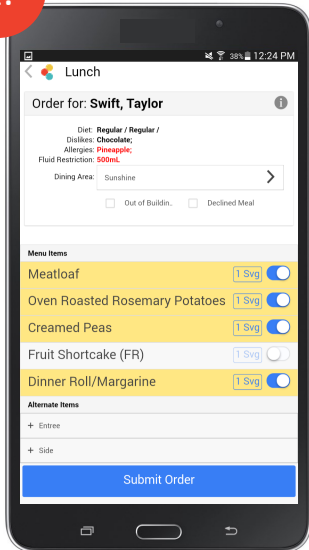 38% 12:24 PM
Lunch
Order for: Swift, Taylor
Diet: Regular / Regular /
Dislikes: Chocolate;
Allergies: Pineapple;
Fluid Restriction: 500mL
Dining Area: Sunshine
Out of Buildin.. Declined Meal
Menu Items
Meatloaf 1 Svg
Oven Roasted Rosemary Potatoes 1 Svg
Creamed Peas 1 Svg
Fruit Shortcake (FR) 1 Svg
Dinner Roll/Margarine 1 Svg
Alternate Items
+ Entree
+ Side
Submit Order